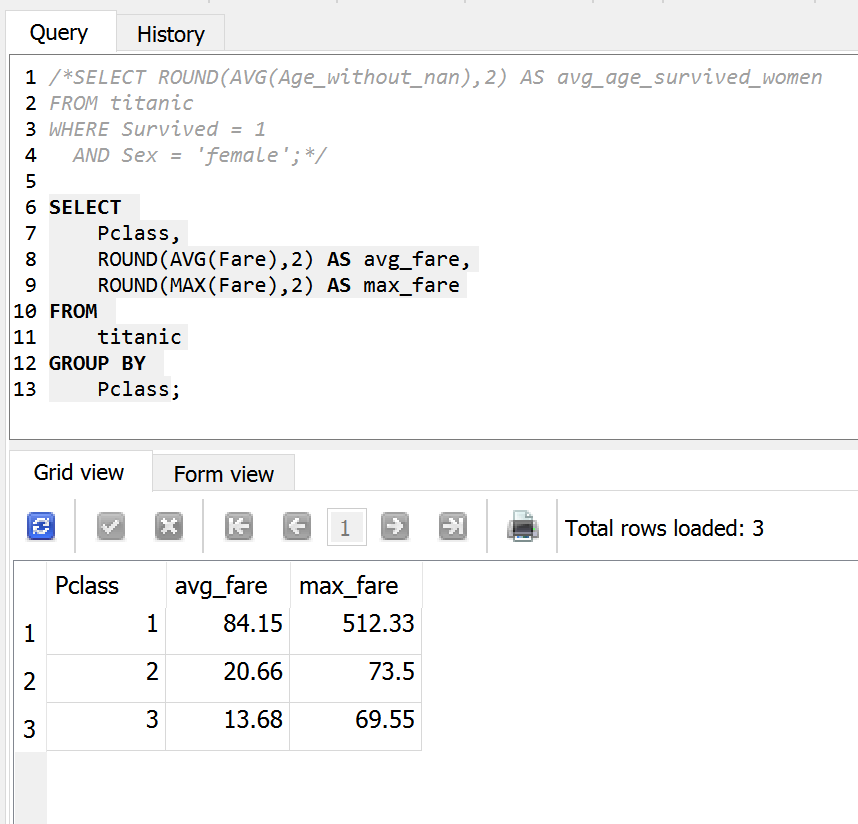 Query History
1 /*SELECT ROUND(AVG(Age_without_nan),2) AS avg_age_survived_women
2 FROM titanic
3 WHERE Survived = 1
4   AND Sex = 'female';*/
5
6 SELECT
7     Pclass,
8     ROUND(AVG(Fare),2) AS avg_fare,
9     ROUND(MAX(Fare),2) AS max_fare
10 FROM
11     titanic
12 GROUP BY
13     Pclass;
Grid view Form view
1 Total rows loaded: 3
Pclass avg_fare max_fare
1 1 84.15 512.33
2 2 20.66 73.5
3 3 13.68 69.55